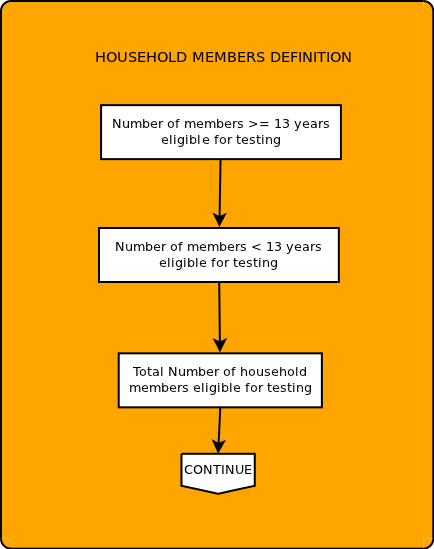 HOUSEHOLD MEMBERS DEFINITION
Number of members >= 13 years
eligible for testing
Number of members < 13 years
eligible for testing
Total Number of household
members eligible for testing
CONTINUE